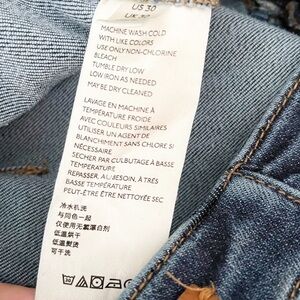 US 30
UK 30
MACHINE WASH COLD
WITH LIKE COLORS
USE ONLY NON-CHLORINE
BLEACH
TUMBLE DRY LOW
LOW IRON AS NEEDED
MAY BE DRY CLEANED
LAVAGE EN MACHINE À
TEMPÉRATURE FROIDE
AVEC COULEURS SIMILAIRES
UTILISER UN AGENT DE
BLANCHIMENT SANS CHLORE SI
NÉCESSAIRE
SÉCHER PAR CULBUTAGE À BASSE
TEMPÉRATURE
REPASSER, AU BESOIN, À TRÈS
BASSE TEMPÉRATURE
PEUT-ÊTRE ÊTRE NETTOYÉE SEC
冷水机洗
与同色一起
仅使用无氯漂白剂
低温烘干
低温熨烫
可干洗